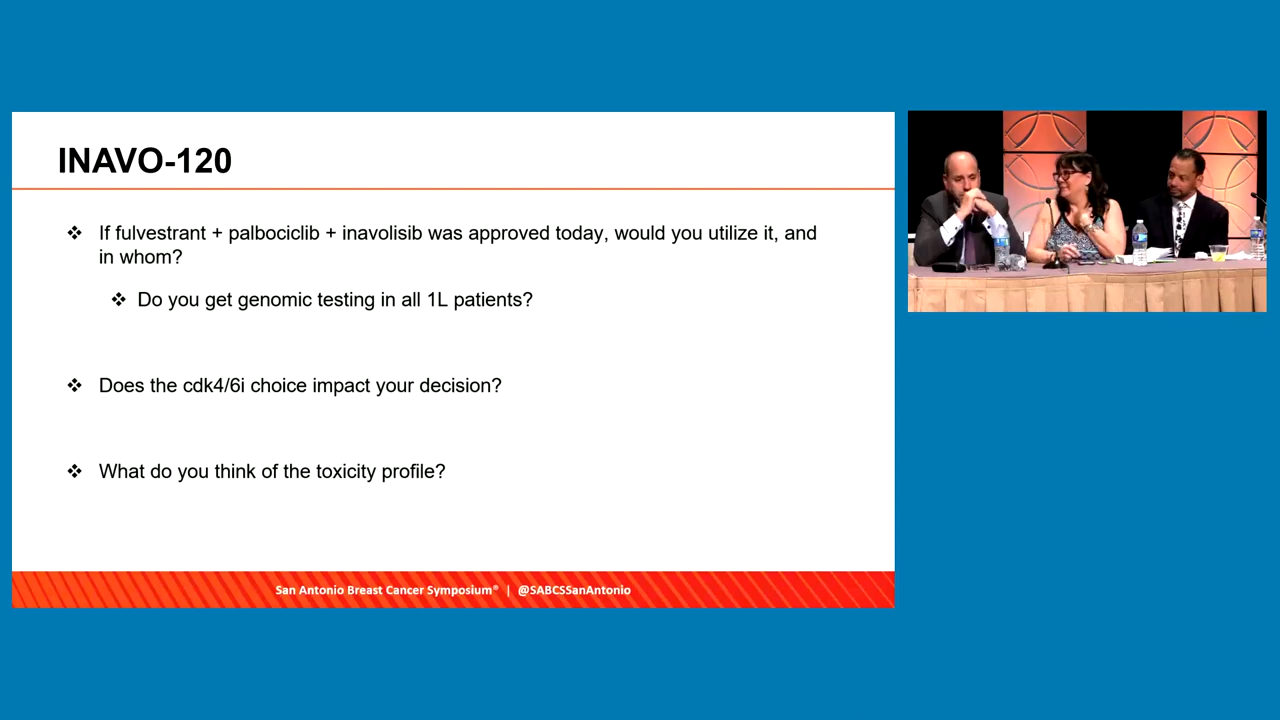 INAVO-120
❖ If fulvestrant + palbociclib + inavolisib was approved today, would you utilize it, and
in whom?
❖ Do you get genomic testing in all 1L patients?
❖ Does the cdk4/6i choice impact your decision?
❖ What do you think of the toxicity profile?
San Antonio Breast Cancer Symposium® | @SABCSSanAntonio